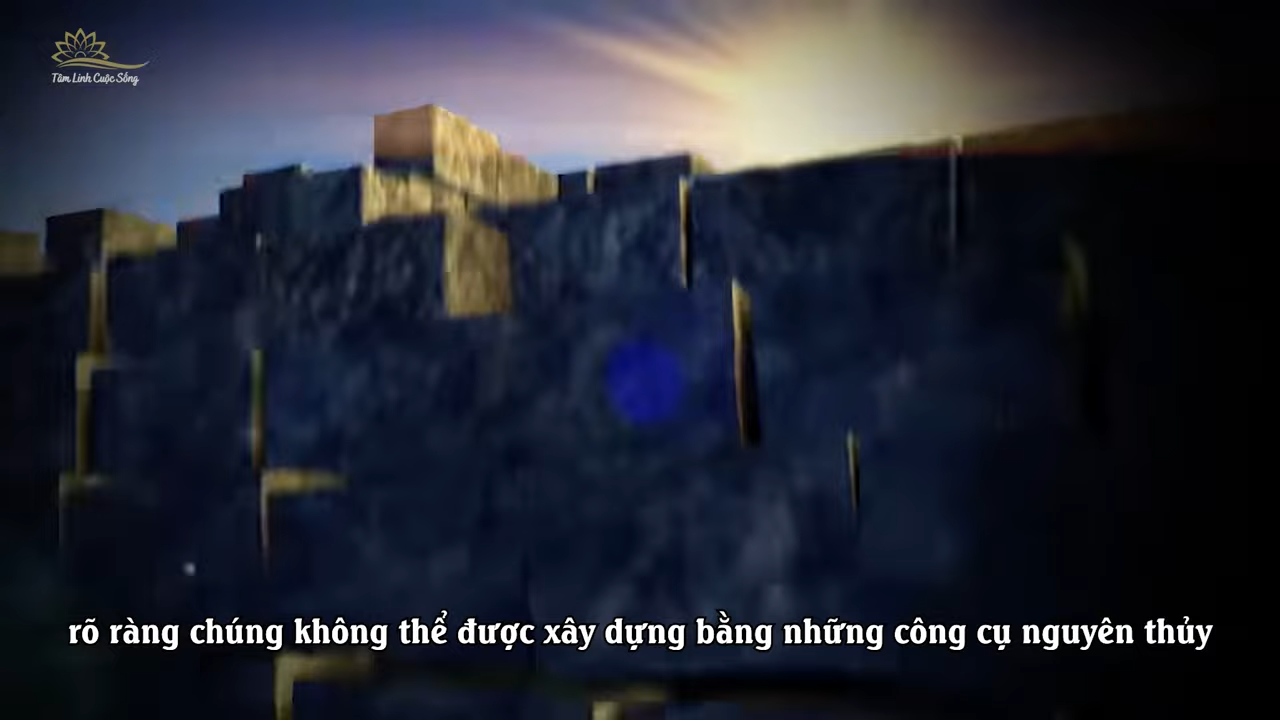 Tâm Linh Cuộc Sống
rõ ràng chúng không thể được xây dựng bằng những công cụ nguyên thủy